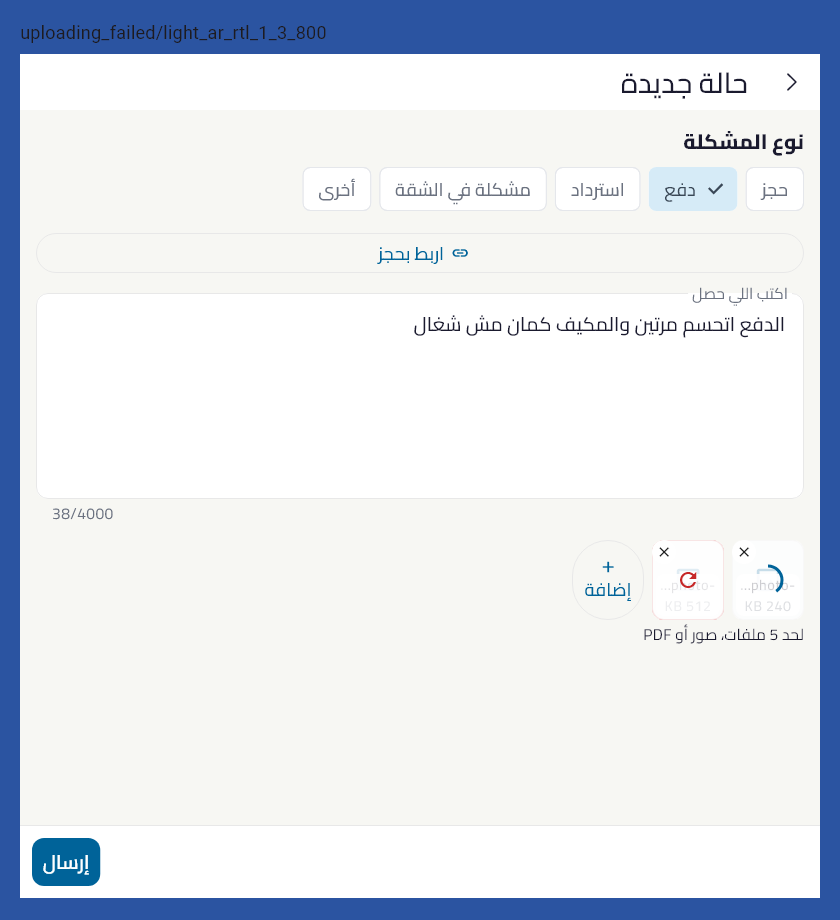 uploading_failed/light_ar_rtl_1_3_800
حالة جديدة
نوع المشكلة
حجز
دفع
استرداد
مشكلة في الشقة
أخرى
اربط بحجز
اكتب اللي حصل
الدفع اتحسم مرتين والمكيف كمان مش شغال
38/4000
...photo-
KB 240
...photo-
KB 512
+
إضافة
لحد 5 ملفات، صور أو PDF
إرسال